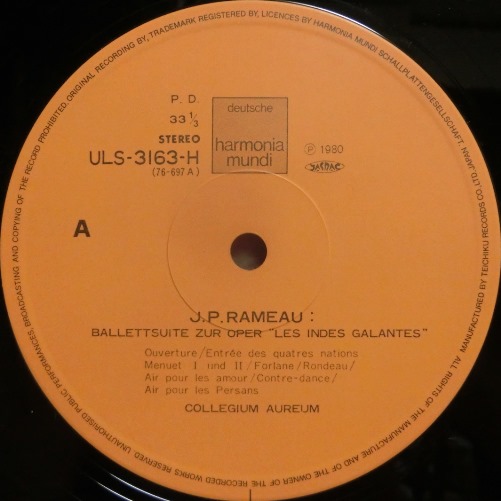 P. D.
33 1/3
STEREO
ULS-3163-H
(76-697 A)
deutsche
harmonia
mundi
Ⓟ 1980
JASRAC
A
J.P.RAMEAU :
BALLETTSUITE ZUR OPER "LES INDES GALANTES"
Ouverture/Entrée des quatres nations
Menuet I und II/Forlane/Rondeau/
Air pour les amour/Contre-dance/
Air pour les Persans
COLLEGIUM AUREUM
ALL RIGHTS OF THE MANUFACTURE AND OF THE OWNER OF THE RECORDED WORKS RESERVED. UNAUTHORISED PUBLIC PERFORMANCES, BROADCASTING AND COPYING OF THE RECORD PROHIBITED. ORIGINAL RECORDING BY, TRADEMARK REGISTERED BY, LICENCES BY HARMONIA MUNDI SCHALLPLATTENGESELLSCHAFT. JAPAN, JTD. MANUFACTURED BY TEICHIKU RECORDS CO. LTD.